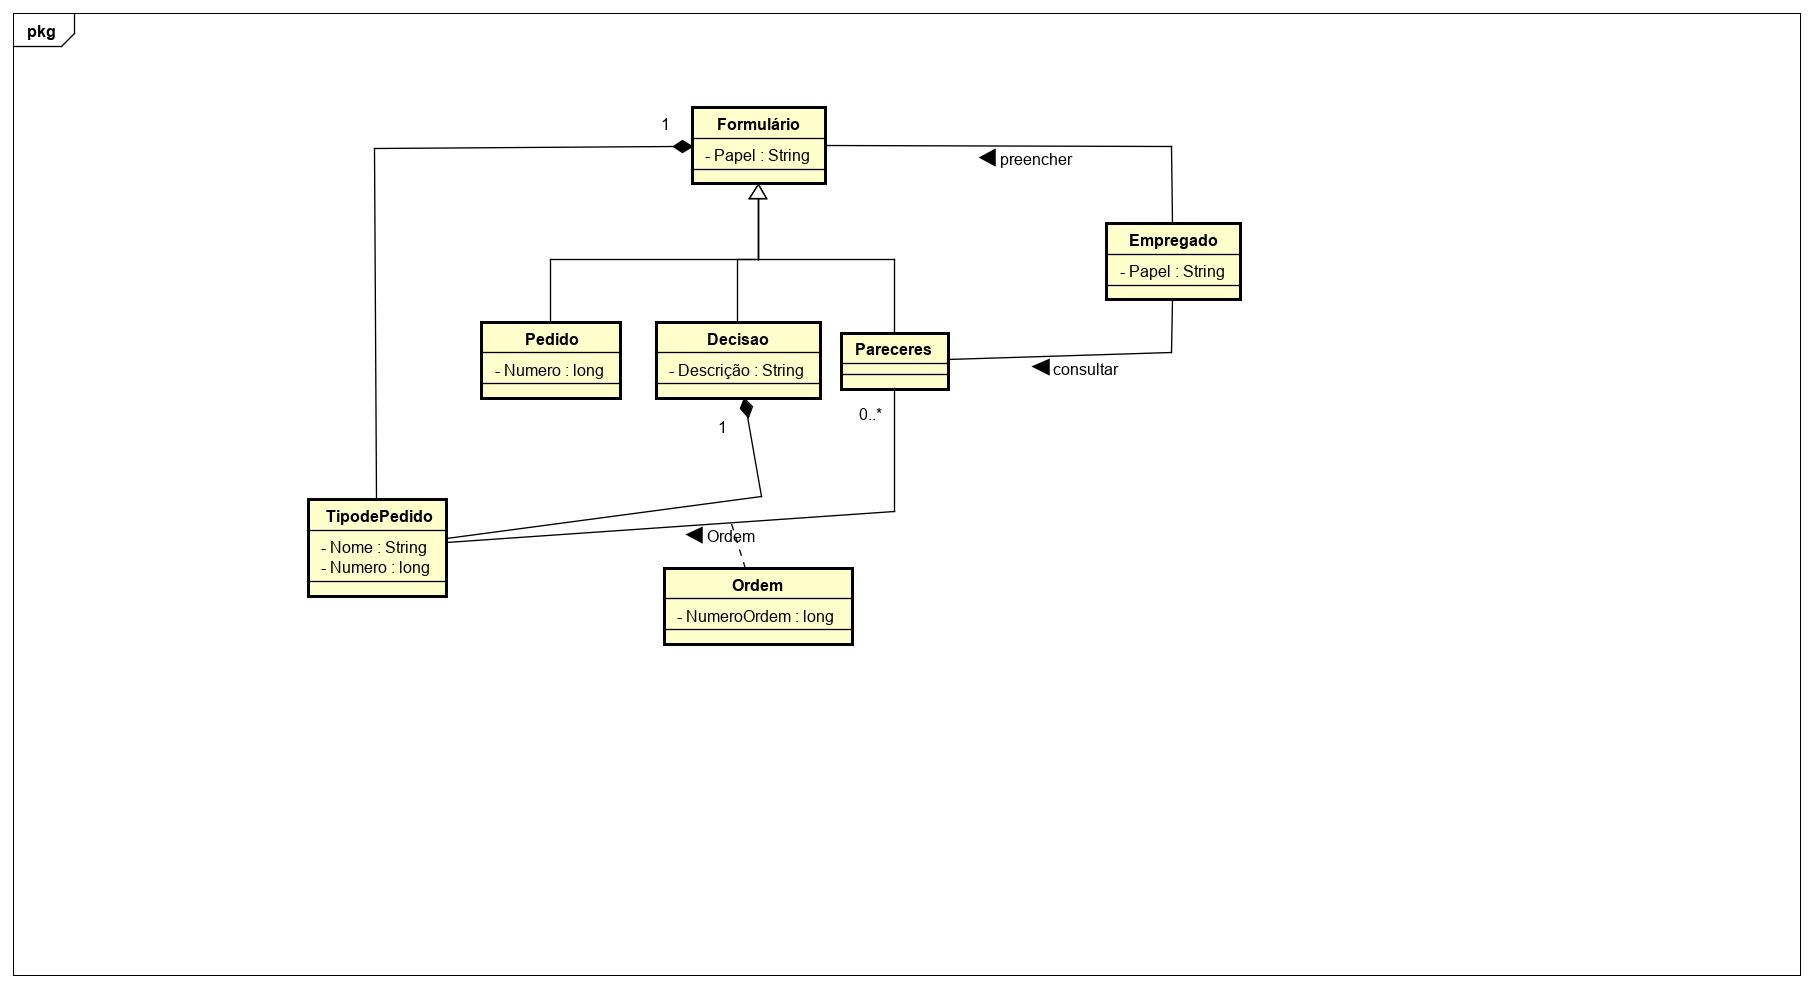 pkg
1
Formulário
- Papel : String
preencher
Empregado
- Papel : String
Pedido
- Numero : long
Decisao
- Descrição : String
Pareceres
consultar
1
0..*
TipodePedido
- Nome : String
- Numero : long
Ordem
Ordem
- NumeroOrdem : long